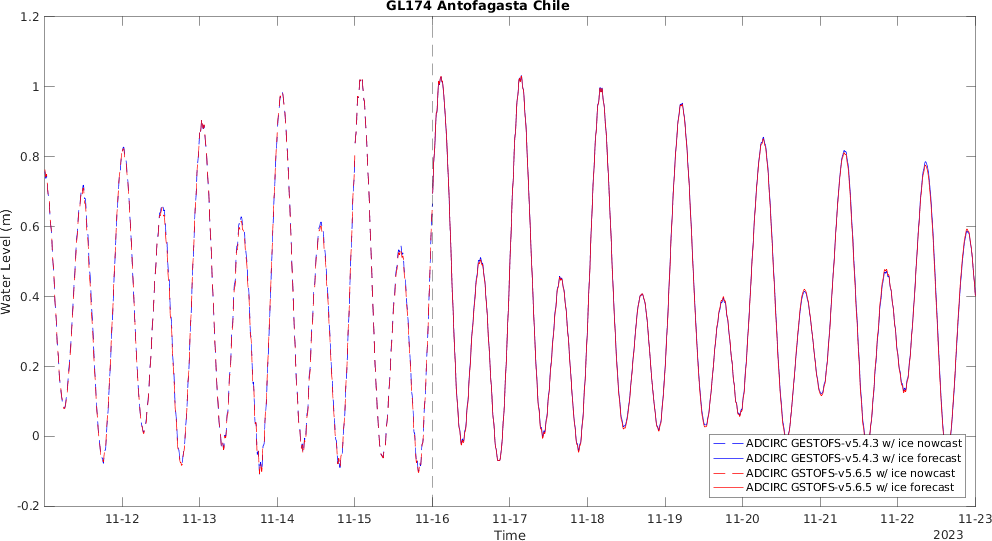 GL174 Antofagasta Chile
1.2
1
0.8
0.6
0.4
0.2
0
-0.2
Water Level (m)
ADCIRC GESTOFS-v5.4.3 w/ ice nowcast
ADCIRC GESTOFS-v5.4.3 w/ ice forecast
ADCIRC GSTOFS-v5.6.5 w/ ice nowcast
ADCIRC GSTOFS-v5.6.5 w/ ice forecast
11-12 11-13 11-14 11-15 11-16 11-17 11-18 11-19 11-20 11-21 11-22 11-23
Time
2023